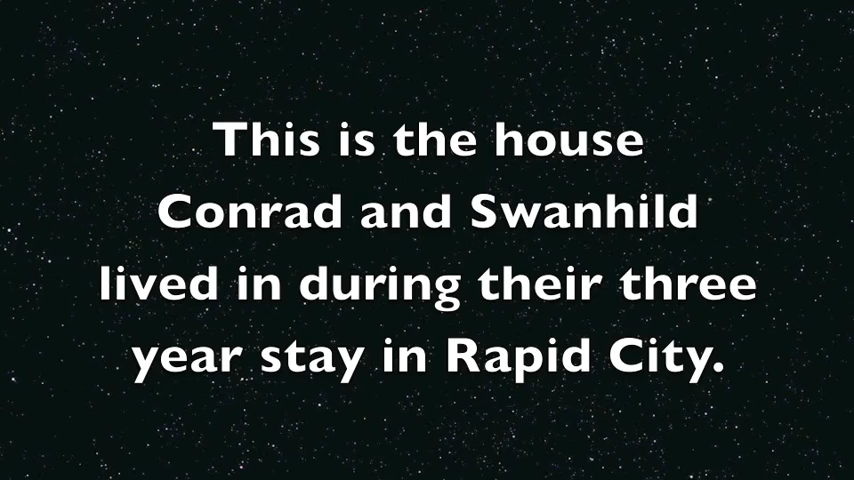 This is the house
Conrad and Swanhild
lived in during their three
year stay in Rapid City.